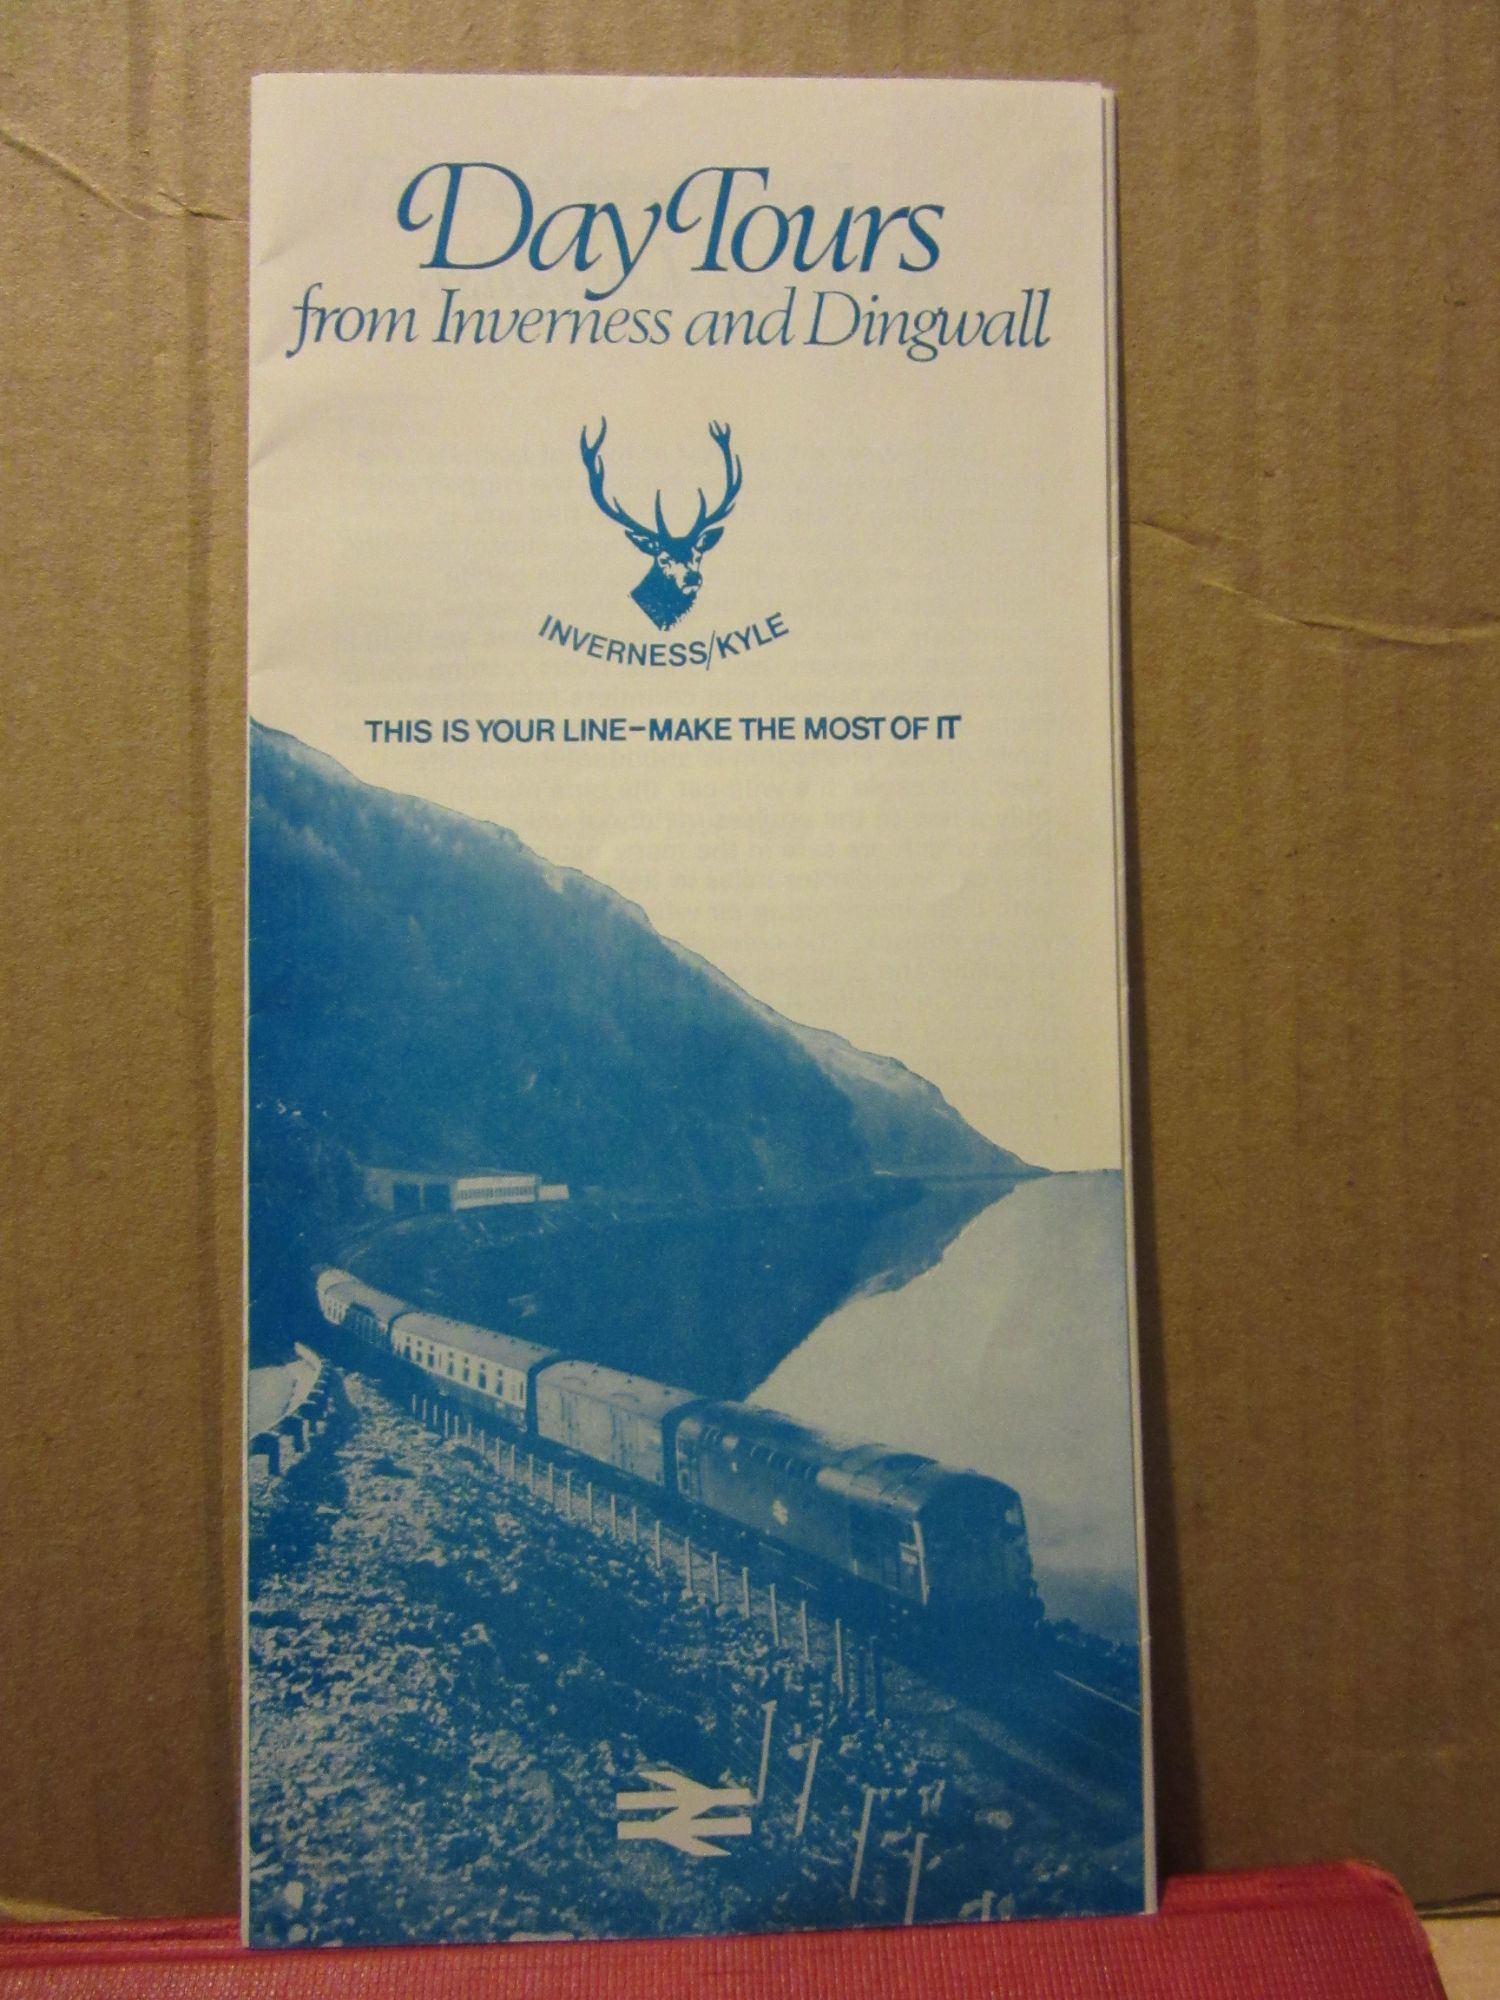 Day Tours
from Inverness and Dingwall
INVERNESS/KYLE
THIS IS YOUR LINE-MAKE THE MOST OF IT